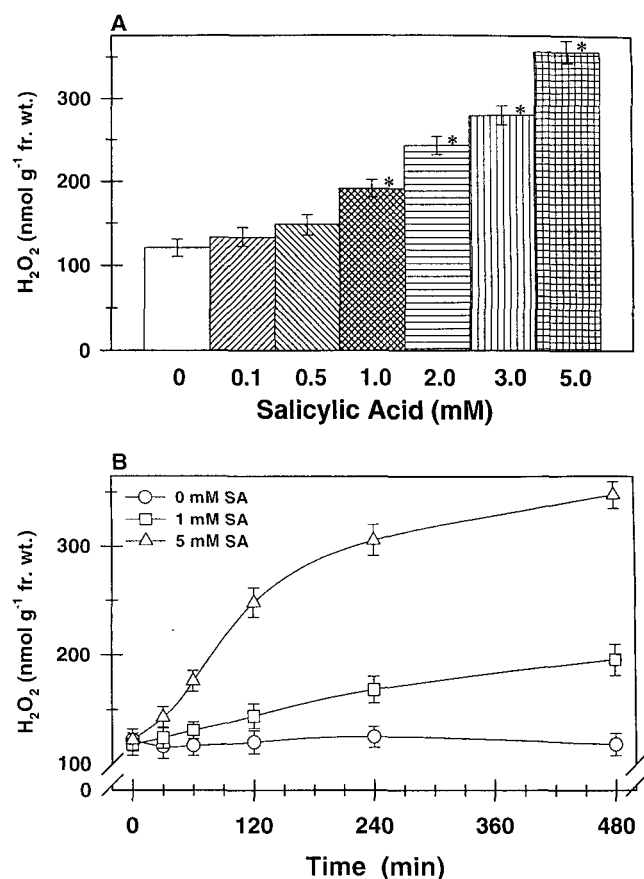 A
H₂O₂ (nmol g⁻¹ fr. wt.)
350
300
200
100
0
*
*
*
*
0 0.1 0.5 1.0 2.0 3.0 5.0
Salicylic Acid (mM)
B
0 mM SA
1 mM SA
5 mM SA
H₂O₂ (nmol g⁻¹ fr. wt.)
300
200
100
0
0 120 240 360 480
Time (min)